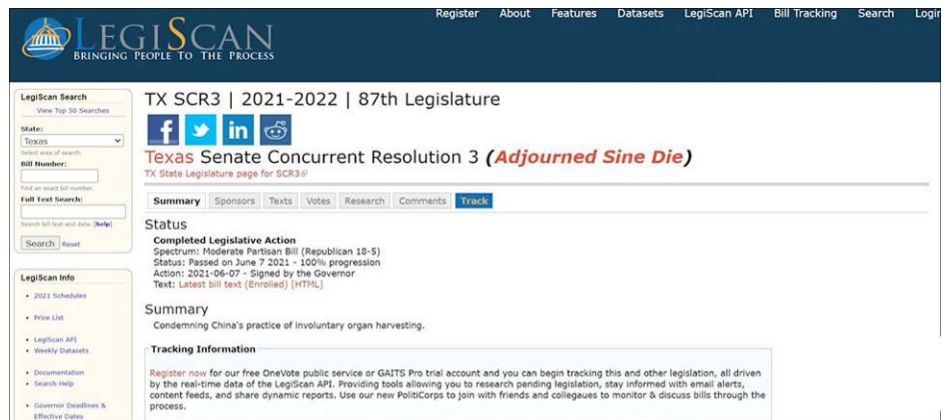 Register About Features Datasets LegiScan API Bill Tracking Search Login
LEGISCAN
BRINGING PEOPLE TO THE PROCESS
LegiScan Search
View Top 50 Searches
State:
Texas
Select area of search.
Bill Number:
Find an exact bill number.
Full Text Search:
Search bill text and data. [help]
Search Reset
LegiScan Info
• 2021 Schedules
• Price List
• LegiScan API
• Weekly Datasets
• Documentation
• Search Help
• Governor Deadlines &
Effective Dates
TX SCR3 | 2021-2022 | 87th Legislature
f in
Texas Senate Concurrent Resolution 3 (Adjourned Sine Die)
TX State Legislature page for SCR3
Summary Sponsors Texts Votes Research Comments Track
Status
Completed Legislative Action
Spectrum: Moderate Partisan Bill (Republican 18-5)
Status: Passed on June 7 2021 - 100% progression
Action: 2021-06-07 - Signed by the Governor
Text: Latest bill text (Enrolled) [HTML]
Summary
Condemning China's practice of involuntary organ harvesting.
Tracking Information
Register now for our free OneVote public service or GAITS Pro trial account and you can begin tracking this and other legislation, all driven
by the real-time data of the LegiScan API. Providing tools allowing you to research pending legislation, stay informed with email alerts,
content feeds, and share dynamic reports. Use our new PolitiCorps to join with friends and collegaues to monitor & discuss bills through the
process.